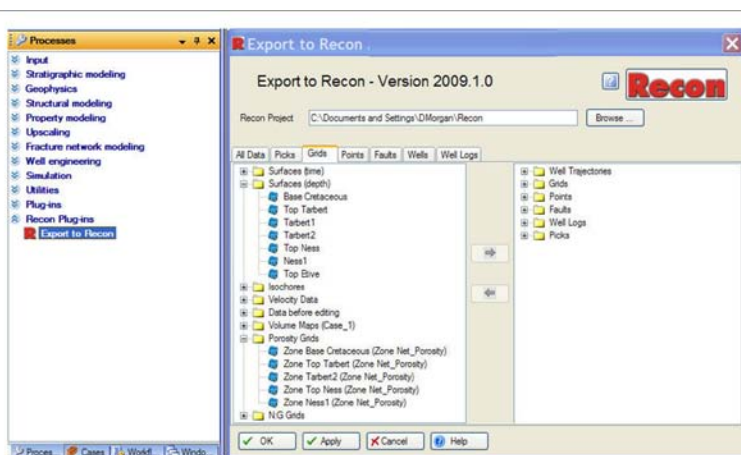 Processes
Input
Stratigraphic modeling
Geophysics
Structural modeling
Property modeling
Upscaling
Fracture network modeling
Well engineering
Simulation
Utilities
Plug-ins
Recon Plug-ins
R Export to Recon
Proces...
Cases
Workfl...
Windo...
R Export to Recon .
Export to Recon - Version 2009.1.0
Recon
Recon Project
C:\Documents and Settings\DMorgan\Recon
Browse ...
All Data
Picks
Grids
Points
Faults
Wells
Well Logs
Surfaces (time)
Surfaces (depth)
Base Cretaceous
Top Tarbert
Tarbert1
Tarbert2
Top Ness
Ness1
Top Etive
Isochores
Velocity Data
Data before editing
Volume Maps (Case_1)
Porosity Grids
Zone Base Cretaceous (Zone Net_Porosity)
Zone Top Tarbert (Zone Net_Porosity)
Zone Tarbert2 (Zone Net_Porosity)
Zone Top Ness (Zone Net_Porosity)
Zone Ness1 (Zone Net_Porosity)
N:G Grids
Well Trajectories
Grids
Points
Faults
Well Logs
Picks
OK
Apply
Cancel
Help